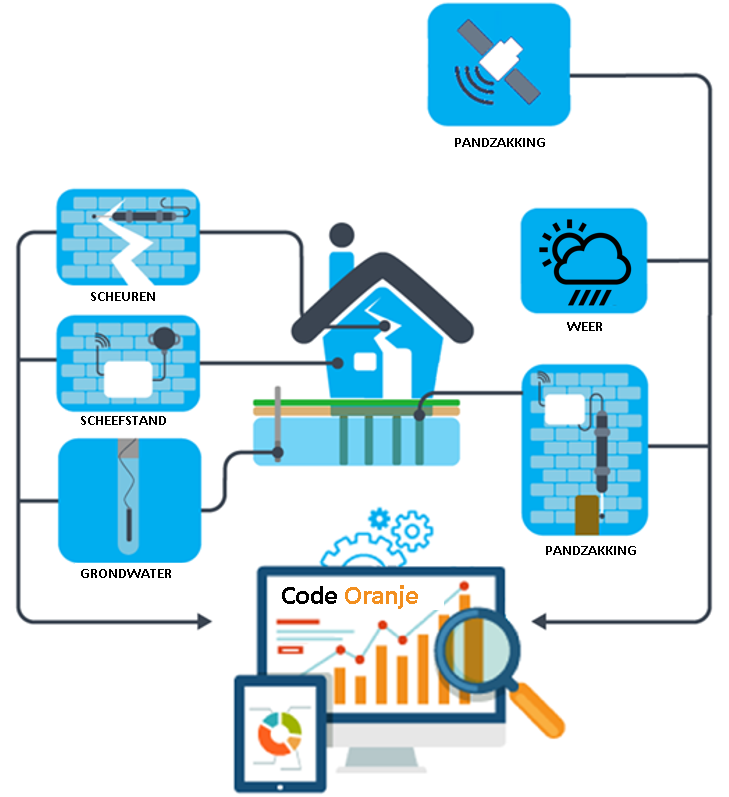 PANDZAKKING
SCHEUREN
WEER
SCHEEFSTAND
PANDZAKKING
GRONDWATER
Code Oranje